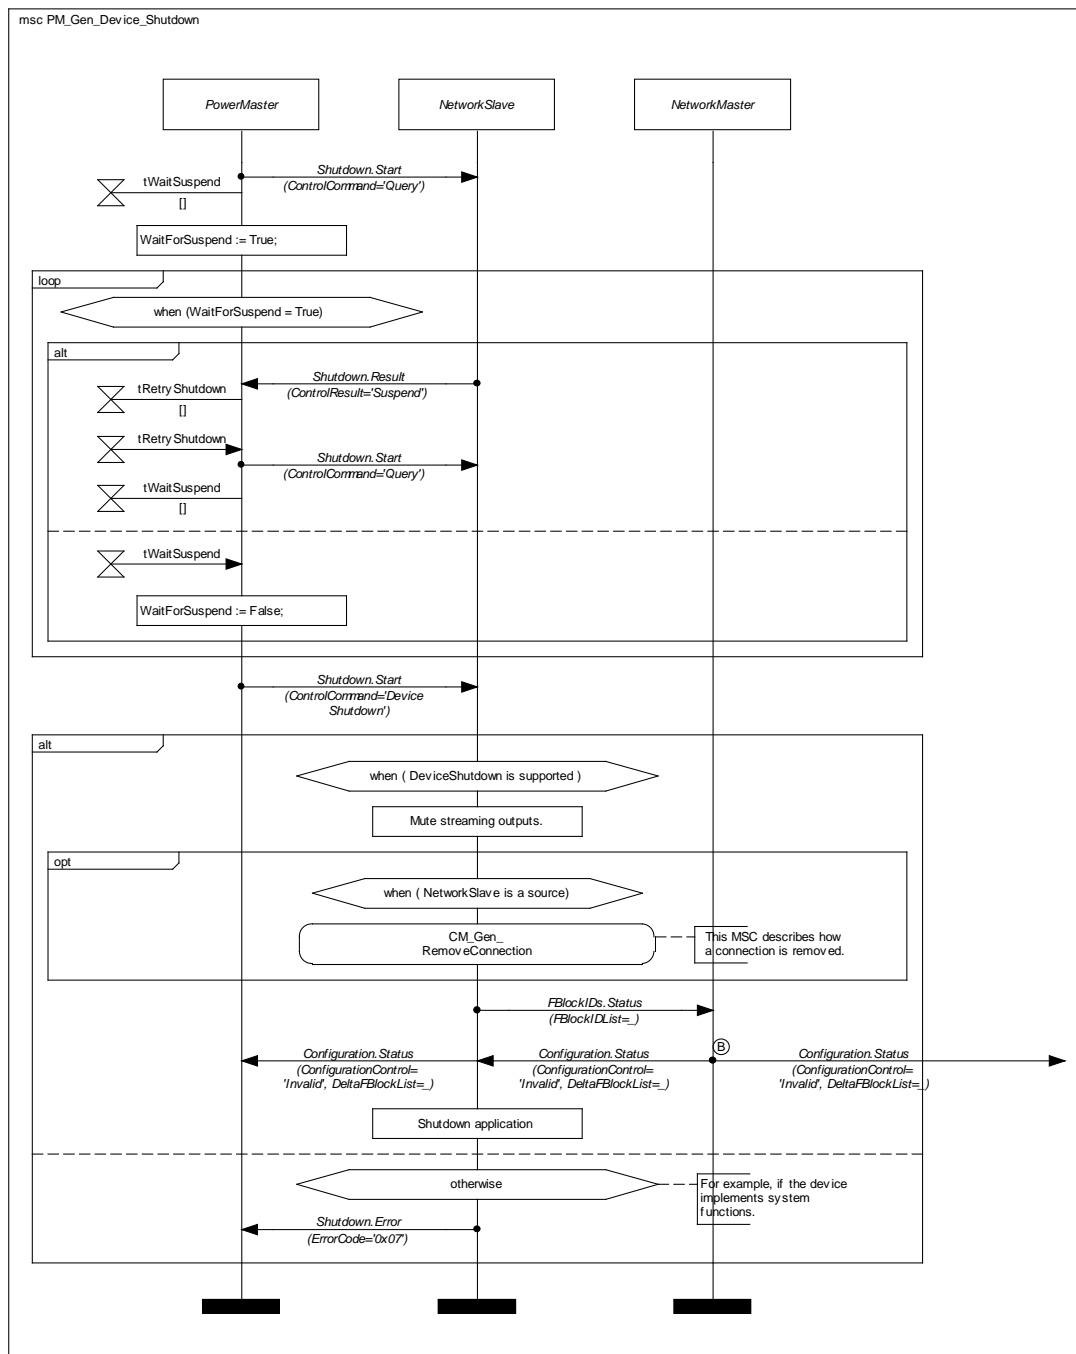 msc PM_Gen_Device_Shutdown
PowerMaster
NetworkSlave
NetworkMaster
Shutdown.Start
(ControlCommand='Query')
tWaitSuspend
[]
WaitForSuspend := True;
loop
when (WaitForSuspend = True)
alt
Shutdown.Result
(ControlResult='Suspend')
tRetryShutdown
[]
tRetryShutdown
Shutdown.Start
(ControlCommand='Query')
tWaitSuspend
[]
tWaitSuspend
WaitForSuspend := False;
Shutdown.Start
(ControlCommand='Device
Shutdown')
alt
when ( DeviceShutdown is supported )
Mute streaming outputs.
opt
when ( NetworkSlave is a source)
CM_Gen_
RemoveConnection
This MSC describes how
a connection is removed.
FBlockIDs.Status
(FBlockIDList=_)
B
Configuration.Status
(ConfigurationControl=
'Invalid', DeltaFBlockList=_)
Configuration.Status
(ConfigurationControl=
'Invalid', DeltaFBlockList=_)
Configuration.Status
(ConfigurationControl=
'Invalid', DeltaFBlockList=_)
Shutdown application
otherwise
For example, if the device
implements system
functions.
Shutdown.Error
(ErrorCode='0x07')